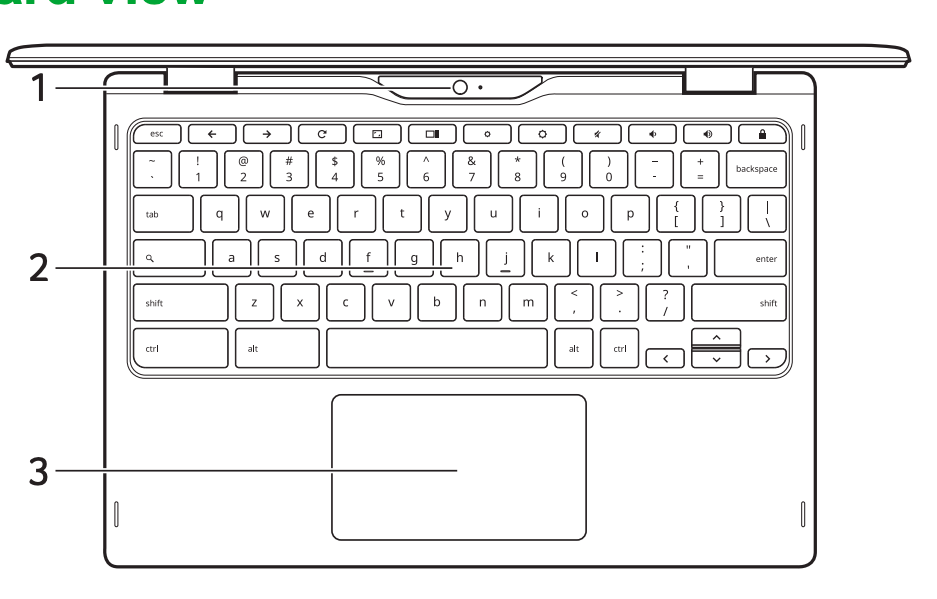 ard view
1
esc
~ ! @ # $ % ^ & * ( ) _ +
` 1 2 3 4 5 6 7 8 9 0 - = backspace
tab q w e r t y u i o p { } |
[ ] \
2
a s d f g h j k l : " enter
; '
shift z x c v b n m < > ? shift
, . /
ctrl alt alt ctrl
3